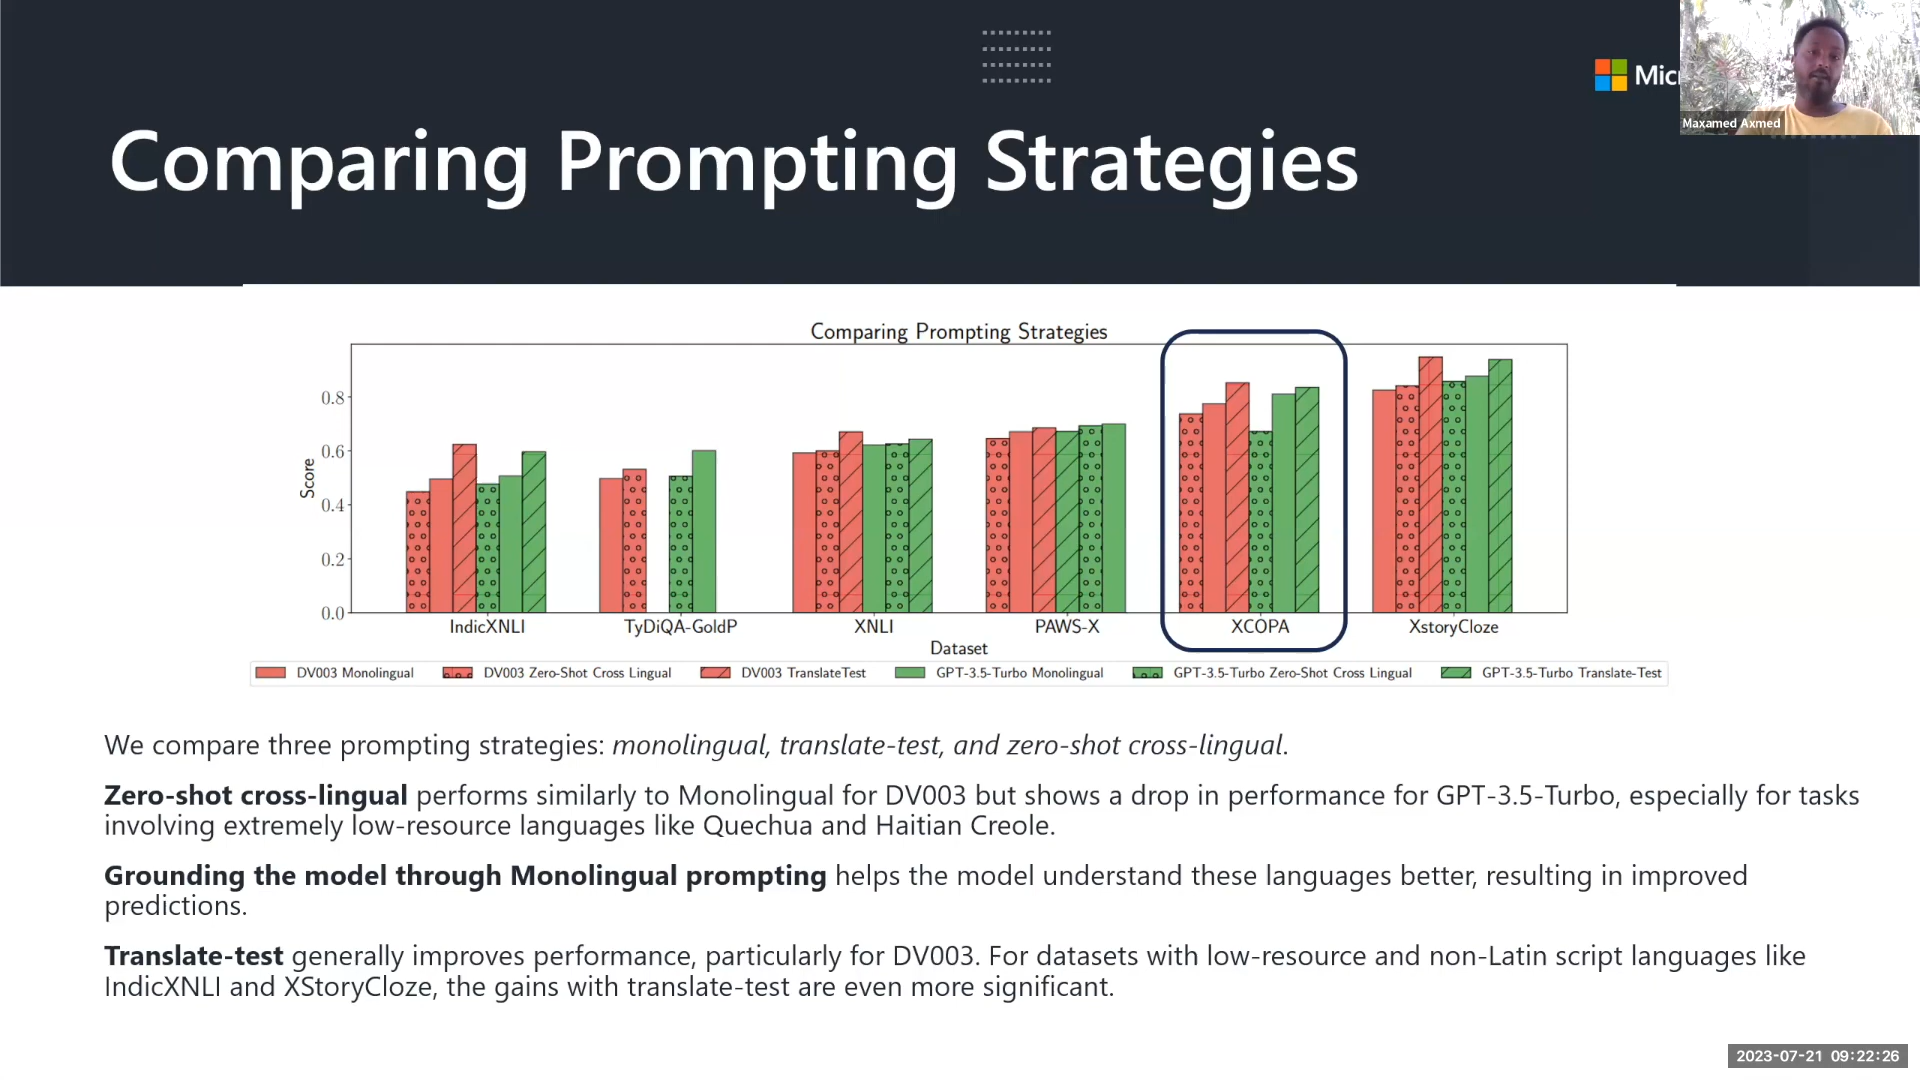 Mic
Maxamed Axmed
Comparing Prompting Strategies
Comparing Prompting Strategies
Score
0.8
0.6
0.4
0.2
0.0
IndicXNLI TyDiQA-GoldP XNLI PAWS-X XCOPA XstoryCloze
Dataset
DV003 Monolingual DV003 Zero-Shot Cross Lingual DV003 TranslateTest GPT-3.5-Turbo Monolingual GPT-3.5-Turbo Zero-Shot Cross Lingual GPT-3.5-Turbo Translate-Test
We compare three prompting strategies: monolingual, translate-test, and zero-shot cross-lingual.
Zero-shot cross-lingual performs similarly to Monolingual for DV003 but shows a drop in performance for GPT-3.5-Turbo, especially for tasks
involving extremely low-resource languages like Quechua and Haitian Creole.
Grounding the model through Monolingual prompting helps the model understand these languages better, resulting in improved
predictions.
Translate-test generally improves performance, particularly for DV003. For datasets with low-resource and non-Latin script languages like
IndicXNLI and XStoryCloze, the gains with translate-test are even more significant.
2023-07-21 09:22:26